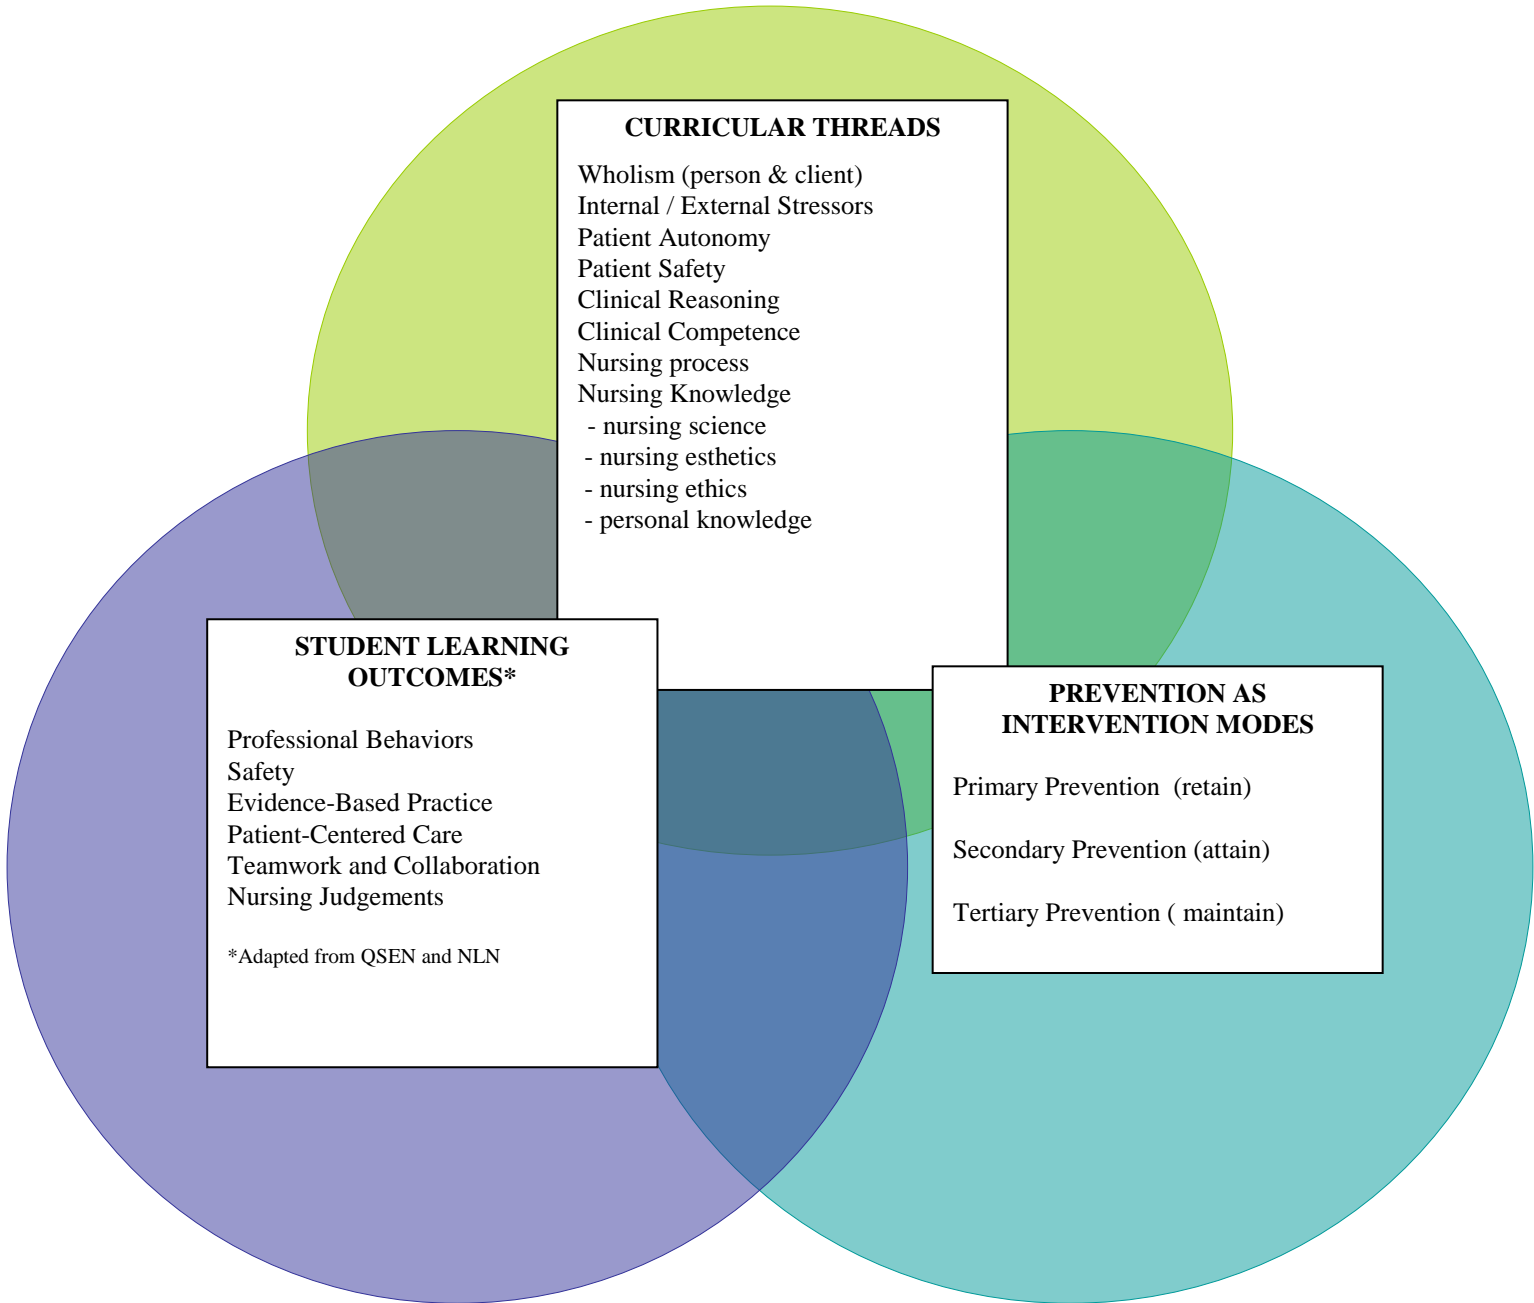 CURRICULAR THREADS
Wholism (person & client)
Internal / External Stressors
Patient Autonomy
Patient Safety
Clinical Reasoning
Clinical Competence
Nursing process
Nursing Knowledge
- nursing science
- nursing esthetics
- nursing ethics
- personal knowledge
STUDENT LEARNING
OUTCOMES*
Professional Behaviors
Safety
Evidence-Based Practice
Patient-Centered Care
Teamwork and Collaboration
Nursing Judgements
*Adapted from QSEN and NLN
PREVENTION AS
INTERVENTION MODES
Primary Prevention  (retain)
Secondary Prevention (attain)
Tertiary Prevention ( maintain)